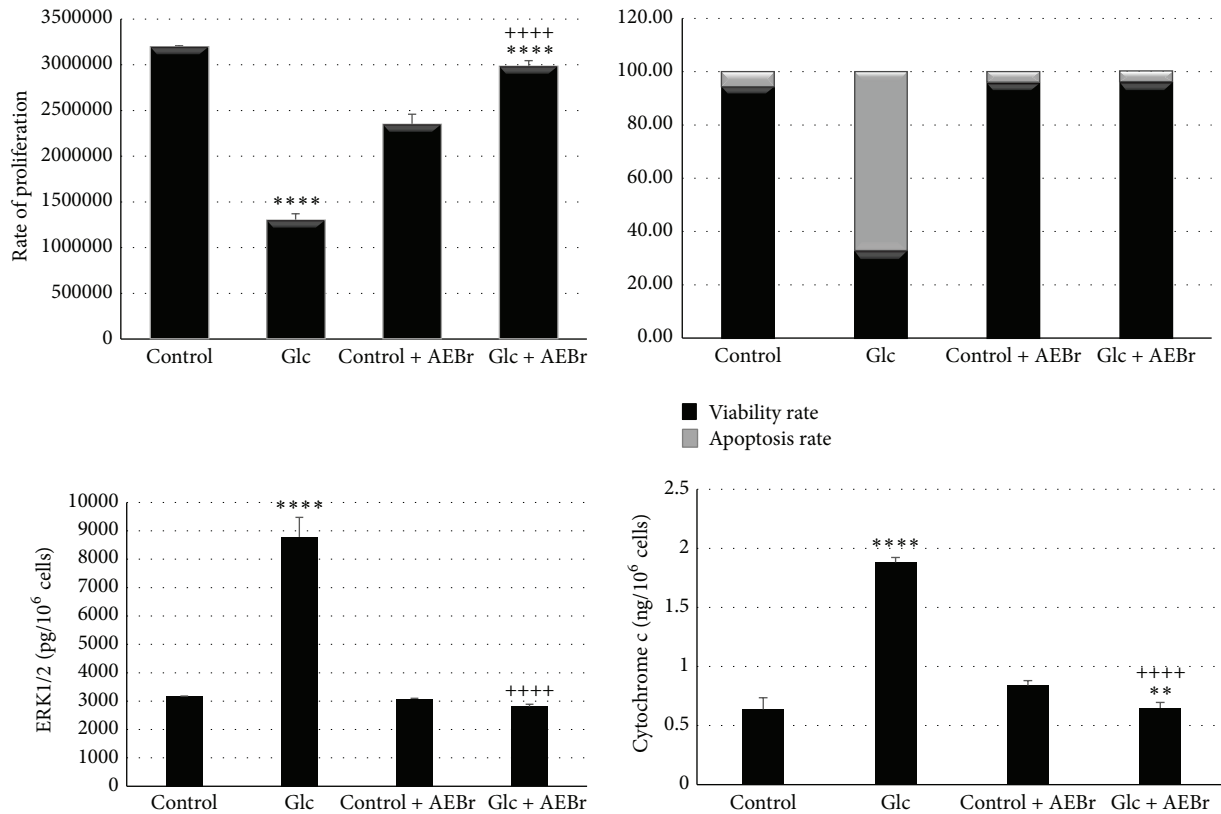 Rate of proliferation
3500000
3000000
2500000
2000000
1500000
1000000
500000
0
++++
****
****
Control
Glc
Control + AEBr
Glc + AEBr
120.00
100.00
80.00
60.00
40.00
20.00
0.00
Control
Glc
Control + AEBr
Glc + AEBr
Viability rate
Apoptosis rate
ERK1/2 (pg/10⁶ cells)
10000
9000
8000
7000
6000
5000
4000
3000
2000
1000
0
****
++++
Control
Glc
Control + AEBr
Glc + AEBr
Cytochrome c (ng/10⁶ cells)
2.5
2
1.5
1
0.5
0
****
++++
**
Control
Glc
Control + AEBr
Glc + AEBr